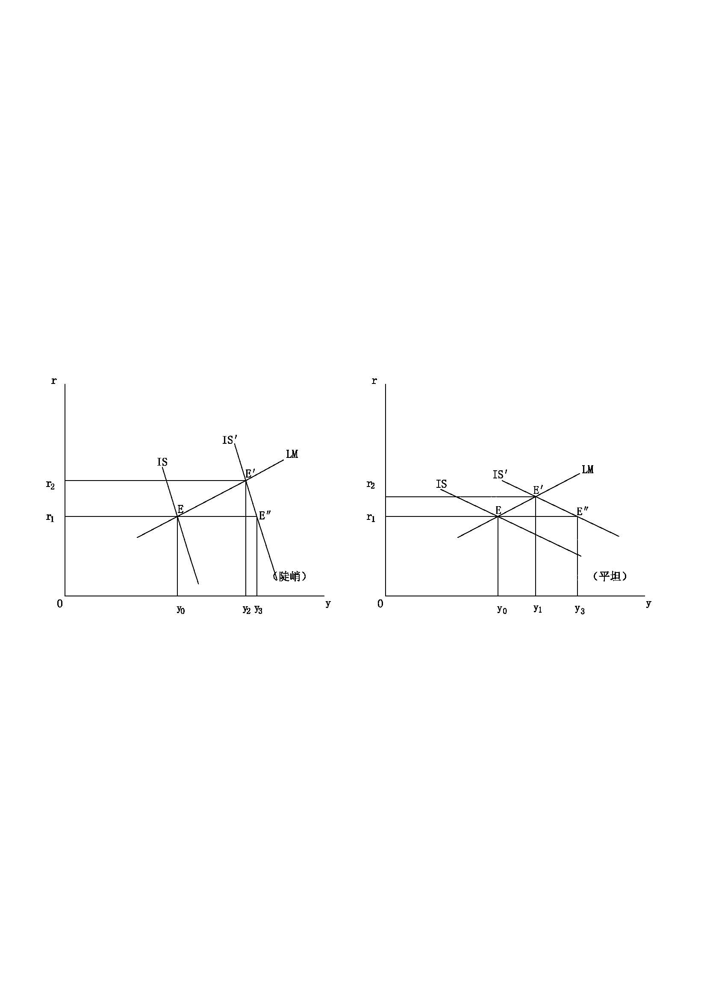 r
IS′
LM
IS
E′
r2
E
E″
r1
（陡峭）
0
y0
y2
y3
y
r
LM
IS′
IS
E′
r2
E
E″
r1
（平坦）
0
y0
y1
y3
y